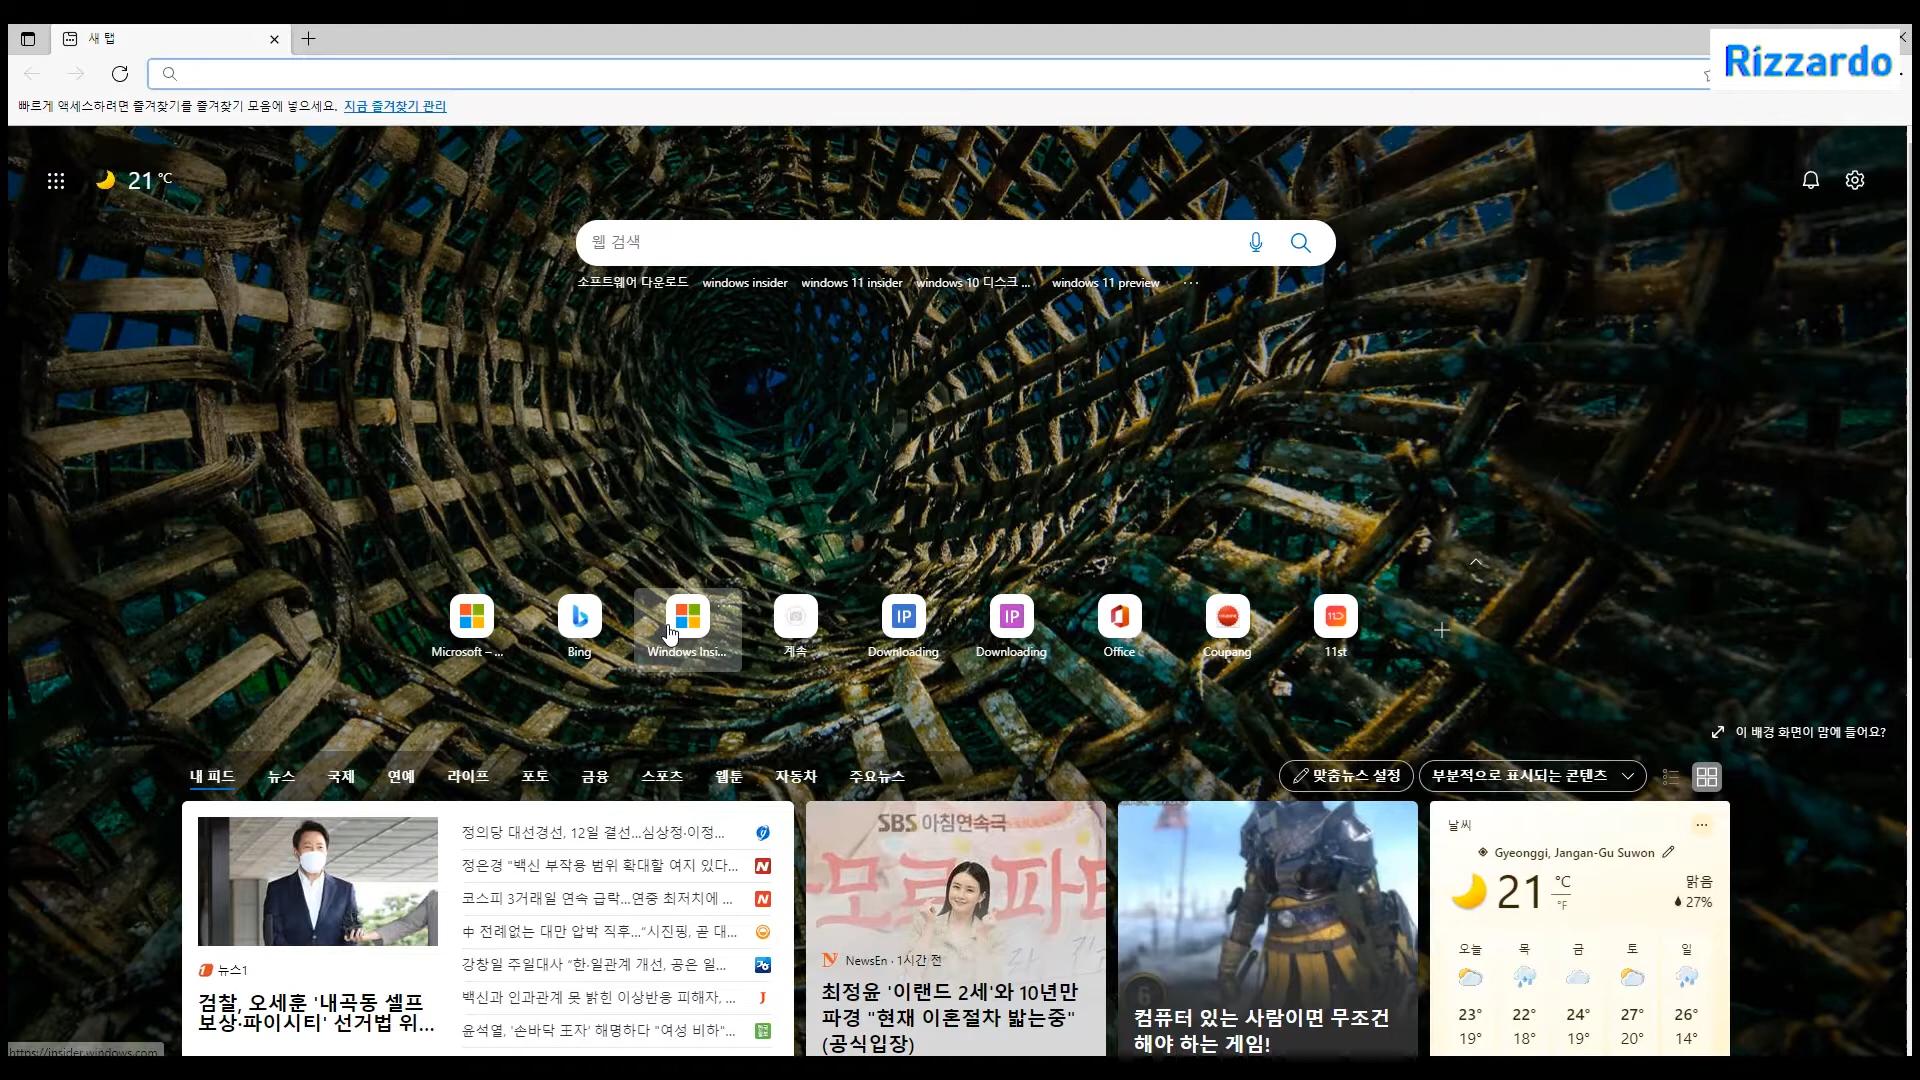 새 탭
Rizzardo
빠르게 액세스하려면 즐겨찾기를 즐겨찾기 모음에 넣으세요. 지금 즐겨찾기 관리
21 °C
웹 검색
소프트웨어 다운로드 windows insider windows 11 insider windows 10 디스크 ... windows 11 preview ...
Microsoft – ... Bing Windows Insi... 계속 Downloading Downloading Office Coupang 11st
이 배경 화면이 맘에 들어요?
내 피드 뉴스 국제 연예 라이프 포토 금융 스포츠 웹툰 자동차 주요뉴스 맞춤뉴스 설정 부분적으로 표시되는 콘텐츠
뉴스1
검찰, 오세훈 '내곡동 셀프
보상·파이시티' 선거법 위...
정의당 대선경선, 12일 결선...심상정·이정...
정은경 "백신 부작용 범위 확대할 여지 있다...
코스피 3거래일 연속 급락...연중 최저치에 ...
中 전례없는 대만 압박 직후..."시진핑, 곧 대...
강창일 주일대사 "한·일관계 개선, 공은 일...
백신과 인과관계 못 밝힌 이상반응 피해자, ...
윤석열, '손바닥 王자' 해명하다 "여성 비하"...
SBS 아침연속극
NewsEn · 1시간 전
최정윤 '이랜드 2세'와 10년만
파경 "현재 이혼절차 밟는중"
(공식입장)
컴퓨터 있는 사람이면 무조건
해야 하는 게임!
날씨
Gyeonggi, Jangan-Gu Suwon
21 °C
°F
맑음
27%
오늘 목 금 토 일
23° 22° 24° 27° 26°
19° 18° 19° 20° 14°
https://insider.windows.com